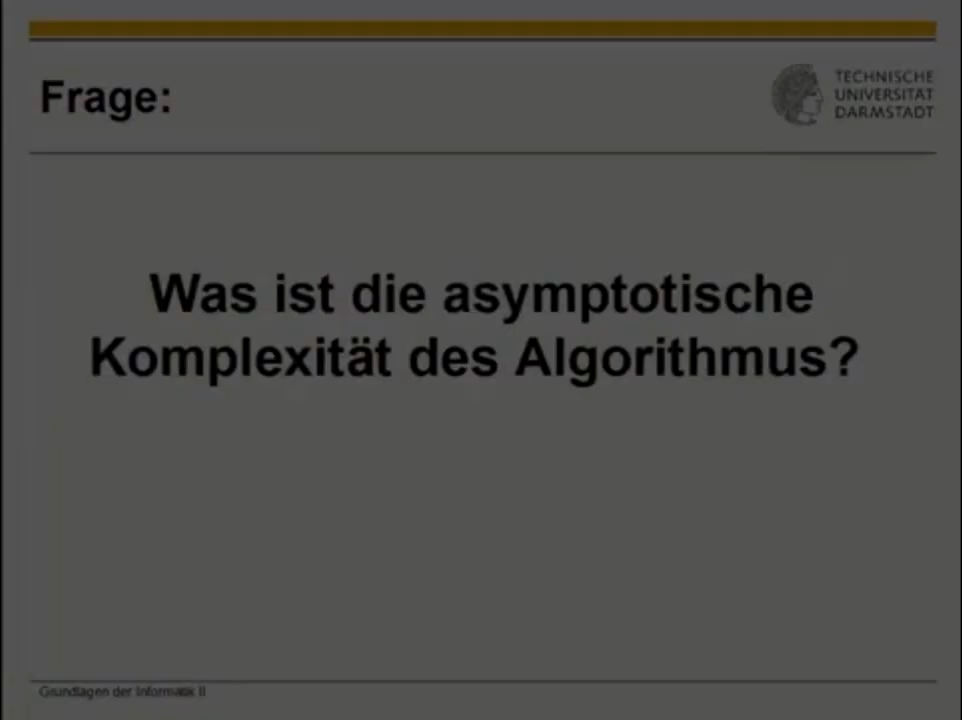 Frage:
TECHNISCHE
UNIVERSITÄT
DARMSTADT
Was ist die asymptotische
Komplexität des Algorithmus?
Grundlagen der Informatik II